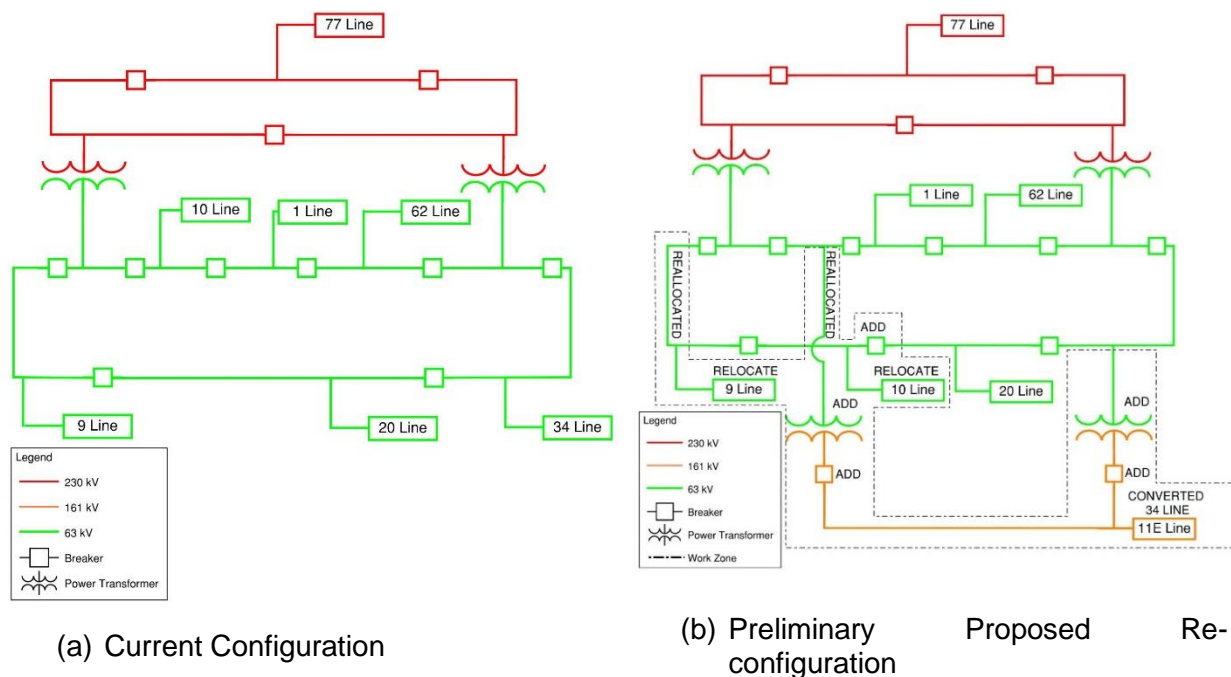 77 Line
10 Line
1 Line
62 Line
9 Line
20 Line
34 Line
Legend
230 kV
161 kV
63 kV
Breaker
Power Transformer
(a) Current Configuration
77 Line
1 Line
62 Line
REALLOCATED
REALLOCATED
ADD
RELOCATE
9 Line
RELOCATE
10 Line
20 Line
ADD
ADD
ADD
ADD
CONVERTED
34 LINE
11E Line
Legend
230 kV
161 kV
63 kV
Breaker
Power Transformer
Work Zone
(b) Preliminary Proposed Re-
configuration